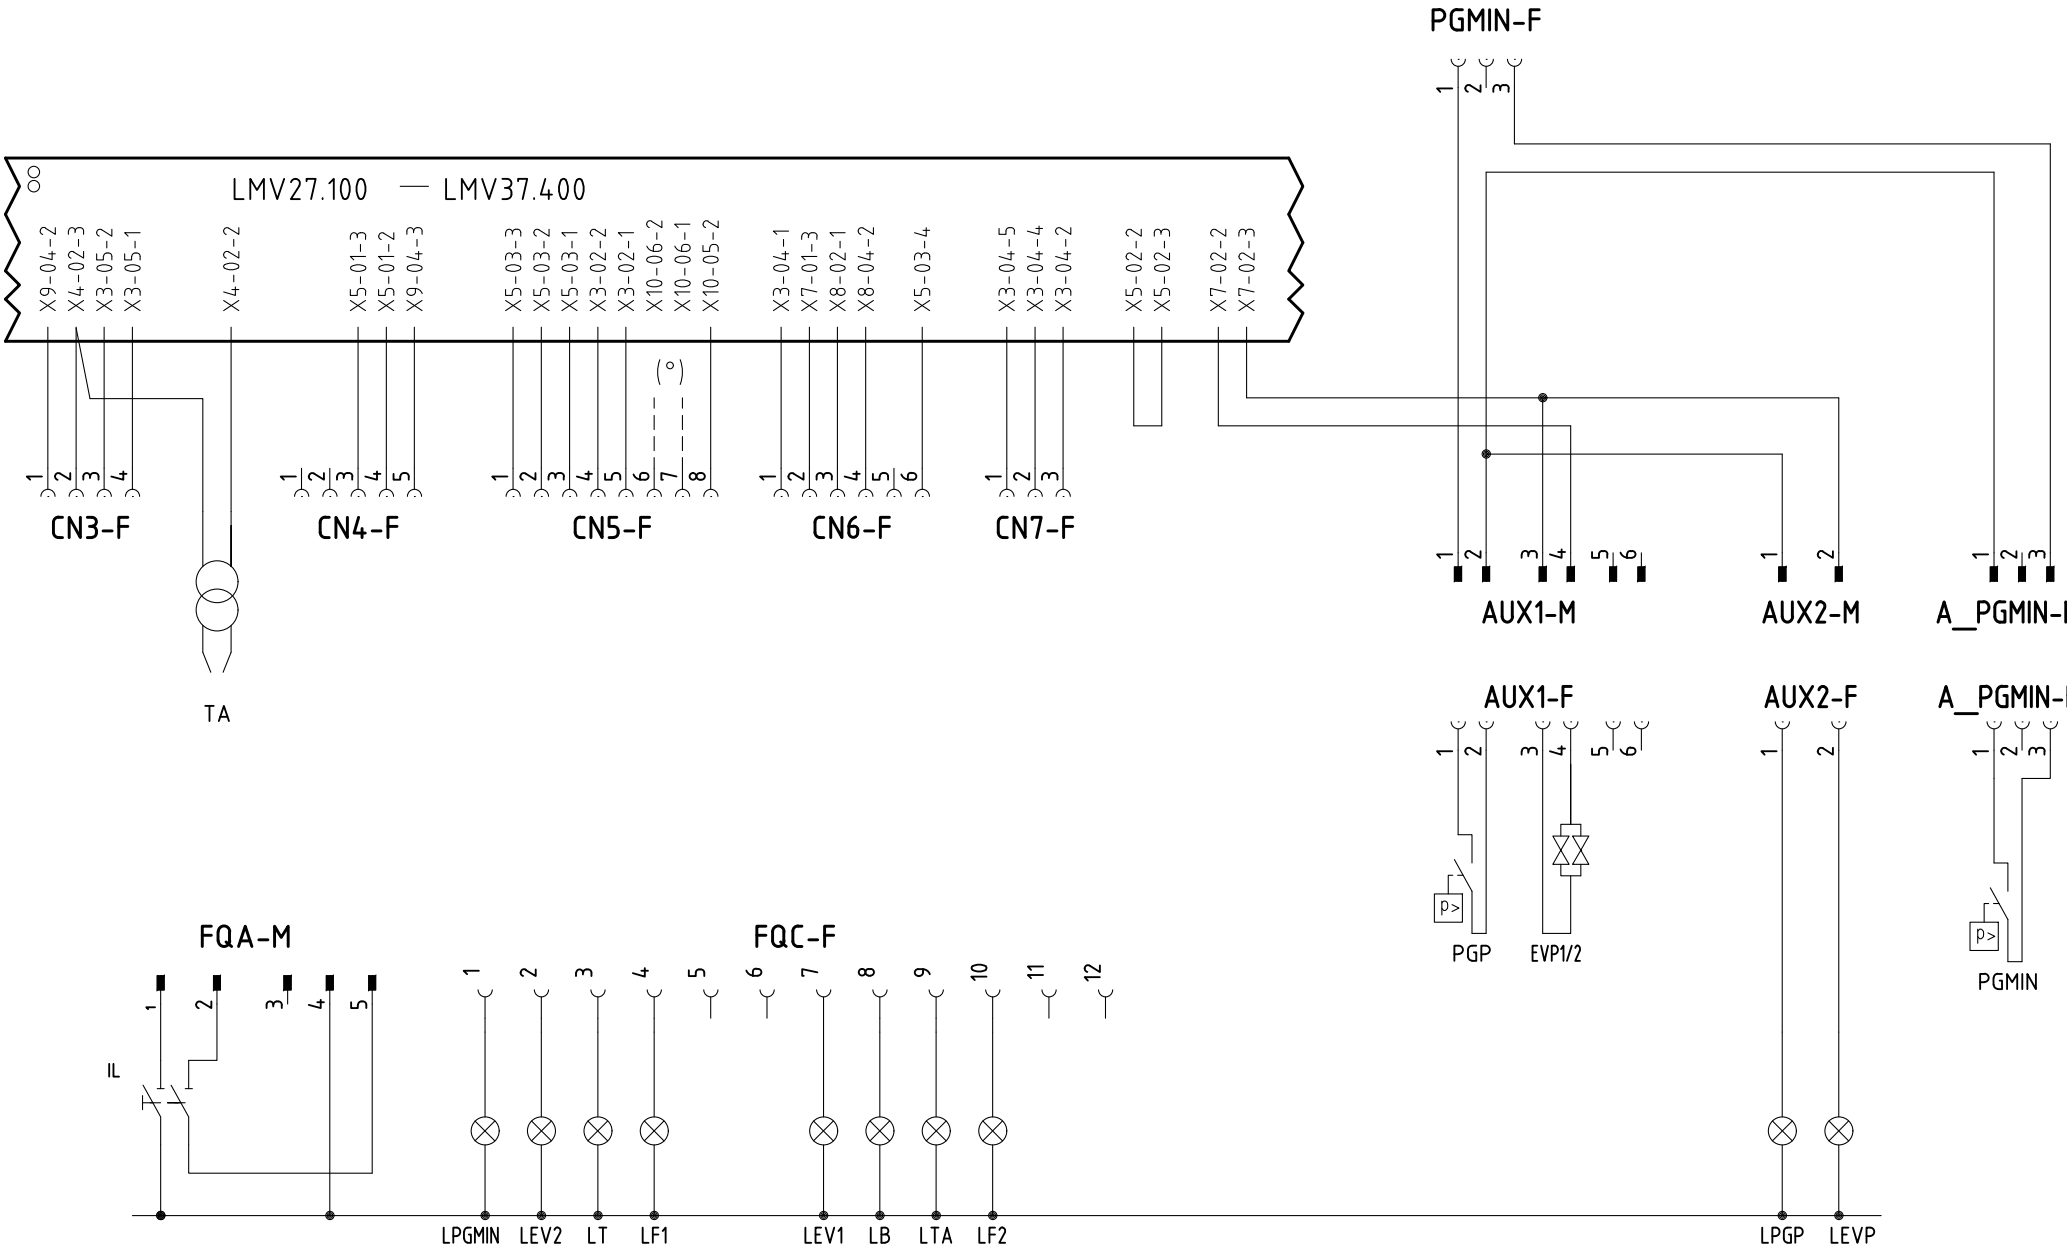 PGMIN-F
1 2 3
LMV27.100 — LMV37.400
X9-04-2 X4-02-3 X3-05-2 X3-05-1 X4-02-2 X5-01-3 X5-01-2 X9-04-3 X5-03-3 X5-03-2 X5-03-1 X3-02-2 X3-02-1 X10-06-2 X10-06-1 X10-05-2 X3-04-1 X7-01-3 X8-02-1 X8-04-2 X5-03-4 X3-04-5 X3-04-4 X3-04-2 X5-02-2 X5-02-3 X7-02-2 X7-02-3
(°)
1 2 3 4 1 2 3 4 5 1 2 3 4 5 6 7 8 1 2 3 4 5 6 1 2 3
CN3-F CN4-F CN5-F CN6-F CN7-F
1 2 3 4 5 6 1 2 1 2 3
AUX1-M AUX2-M A_PGMIN-
TA
AUX1-F AUX2-F A_PGMIN-
1 2 3 4 5 6 1 2 1 2 3
p>
p>
PGP EVP1/2
PGMIN
FQA-M FQC-F
1 2 3 4 5 1 2 3 4 5 6 7 8 9 10 11 12
IL
LPGMIN LEV2 LT LF1 LEV1 LB LTA LF2 LPGP LEVP